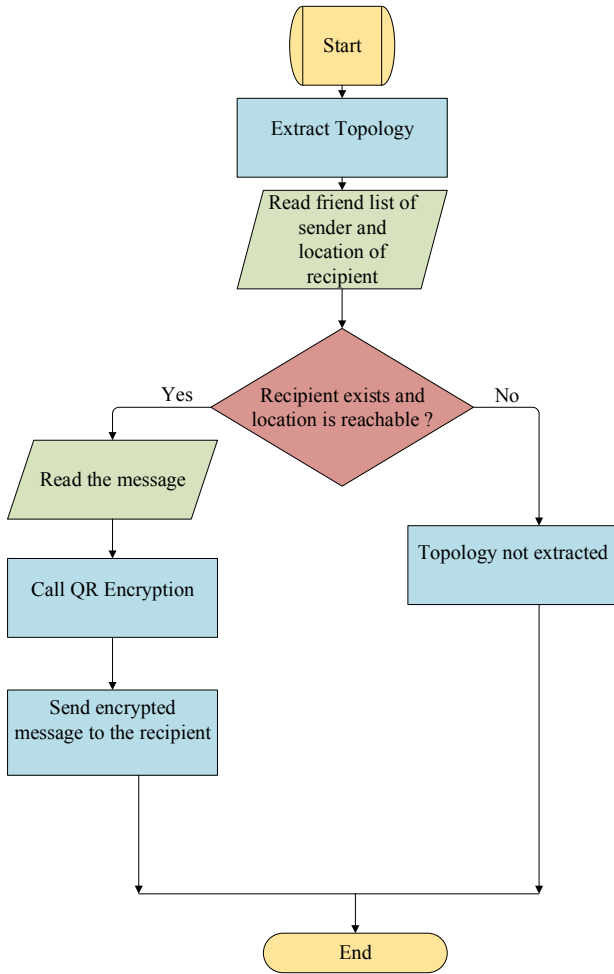 Start
Extract Topology
Read friend list of
sender and
location of
recipient
Recipient exists and
location is reachable ?
Yes
No
Read the message
Topology not extracted
Call QR Encryption
Send encrypted
message to the recipient
End